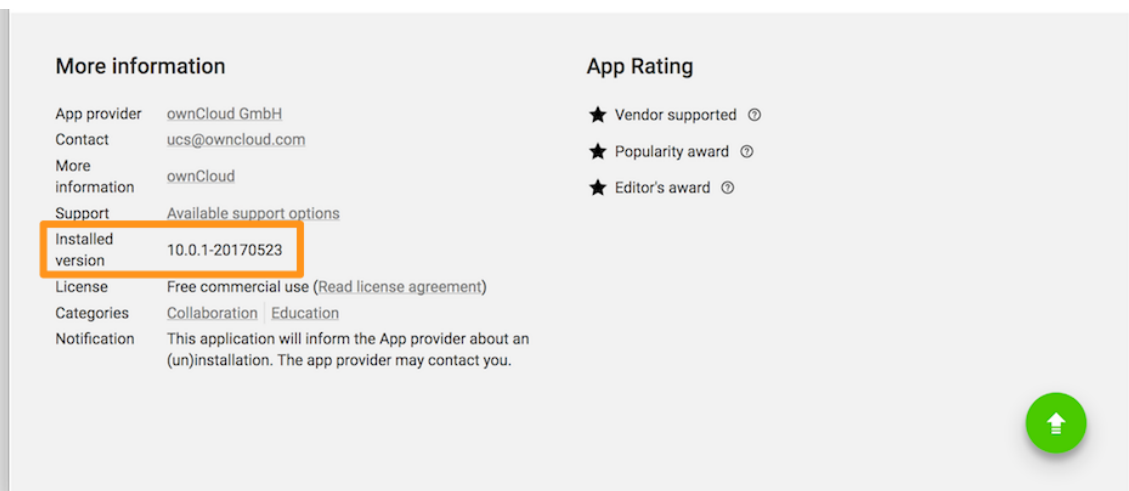 More information
App provider ownCloud GmbH
Contact ucs@owncloud.com
More
information ownCloud
Support Available support options
Installed
version 10.0.1-20170523
License Free commercial use (Read license agreement)
Categories Collaboration Education
Notification This application will inform the App provider about an
(un)installation. The app provider may contact you.
App Rating
Vendor supported
Popularity award
Editor's award